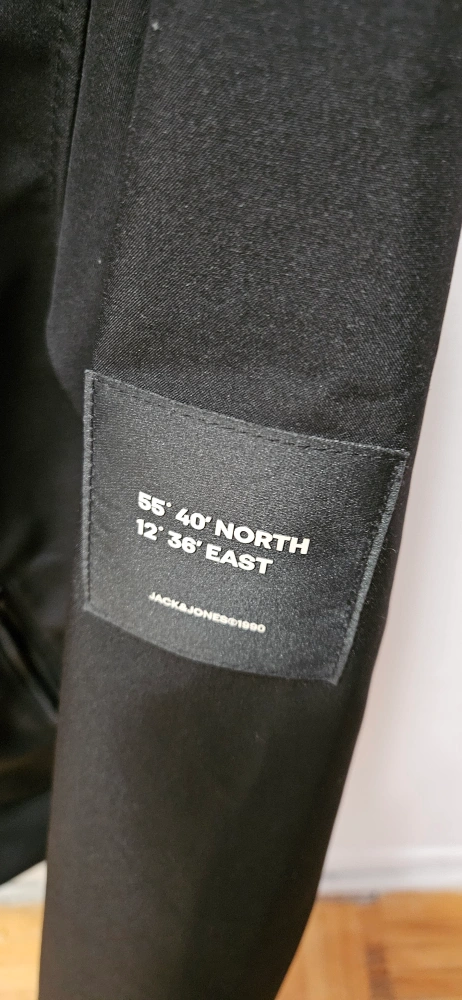 55° 40' NORTH
12° 36' EAST
JACK&JONES©1990